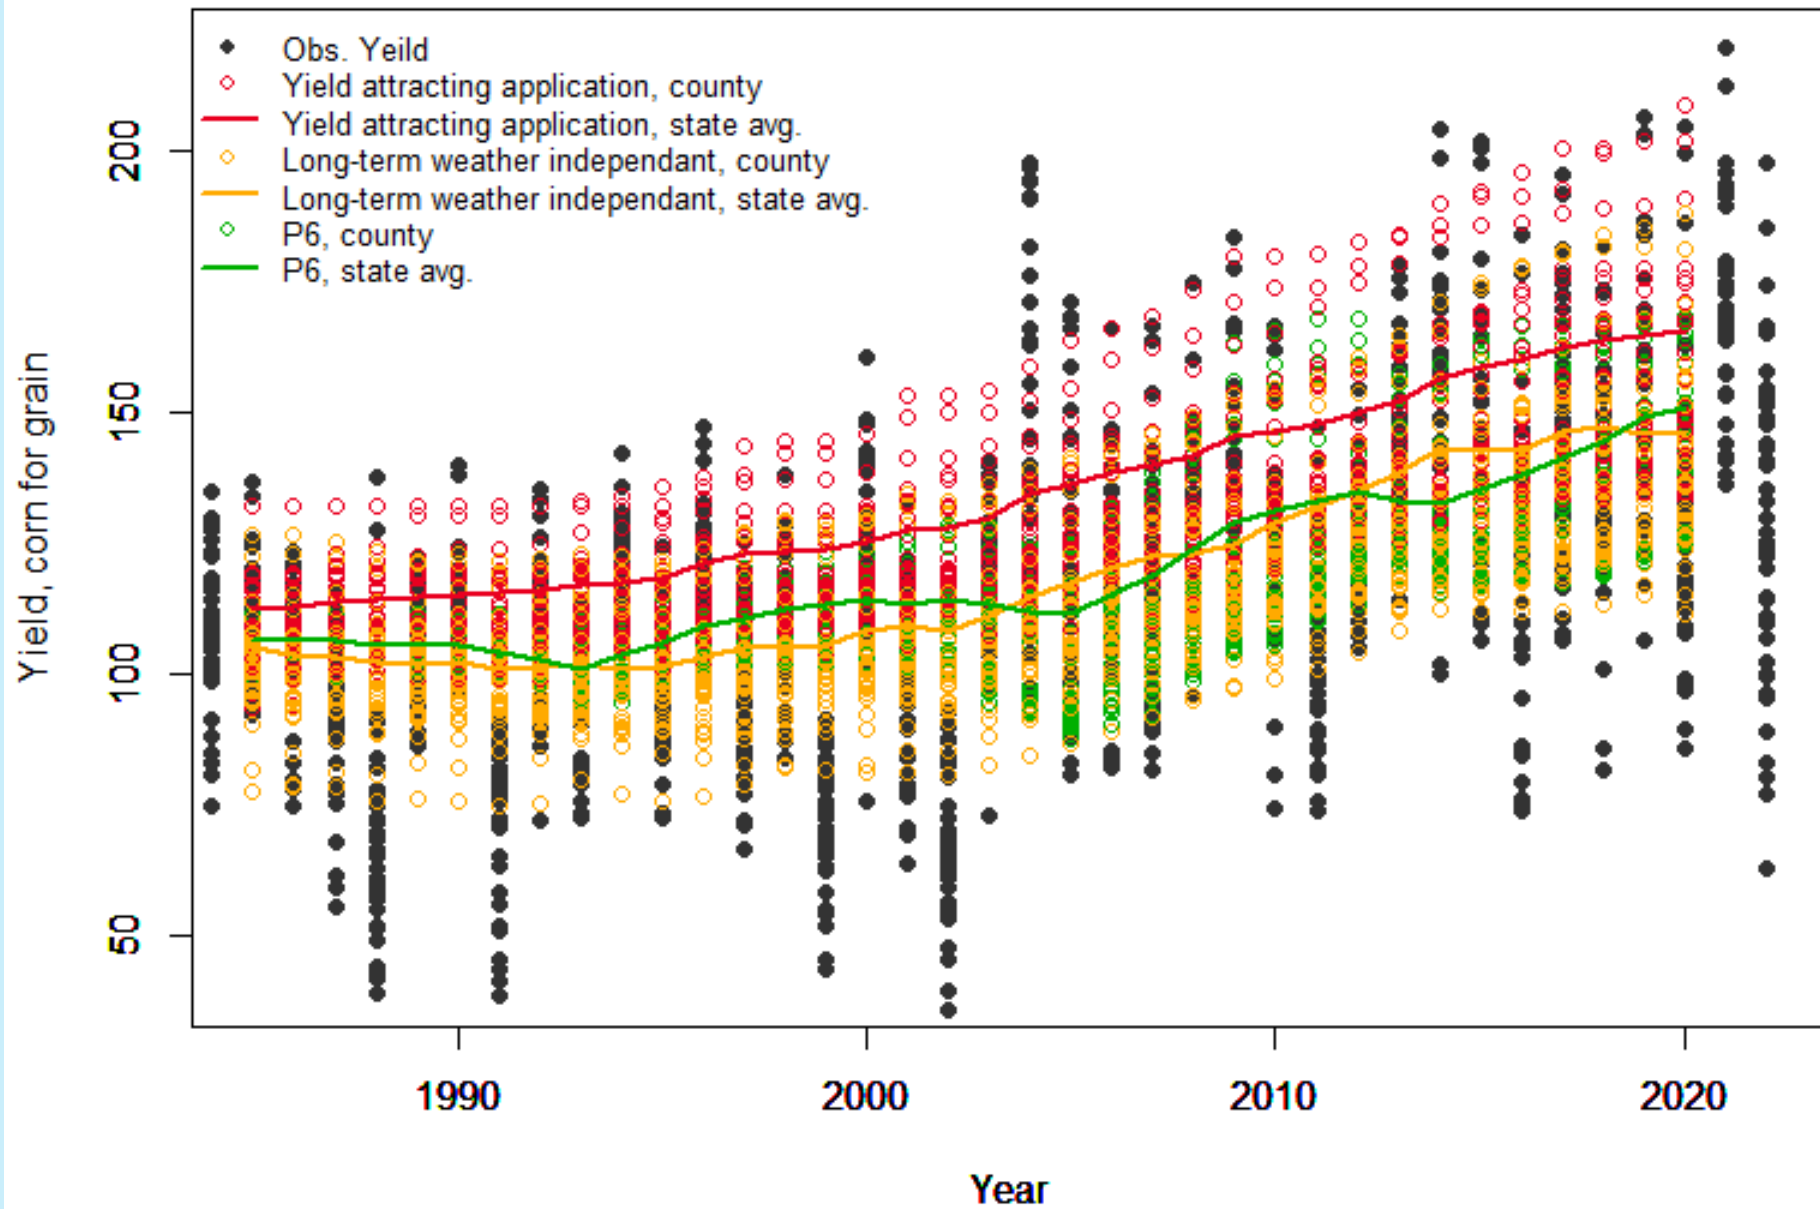 Obs. Yeild
Yield attracting application, county
Yield attracting application, state avg.
Long-term weather independant, county
Long-term weather independant, state avg.
P6, county
P6, state avg.
Yield, corn for grain
200
150
100
50
1990
2000
2010
2020
Year